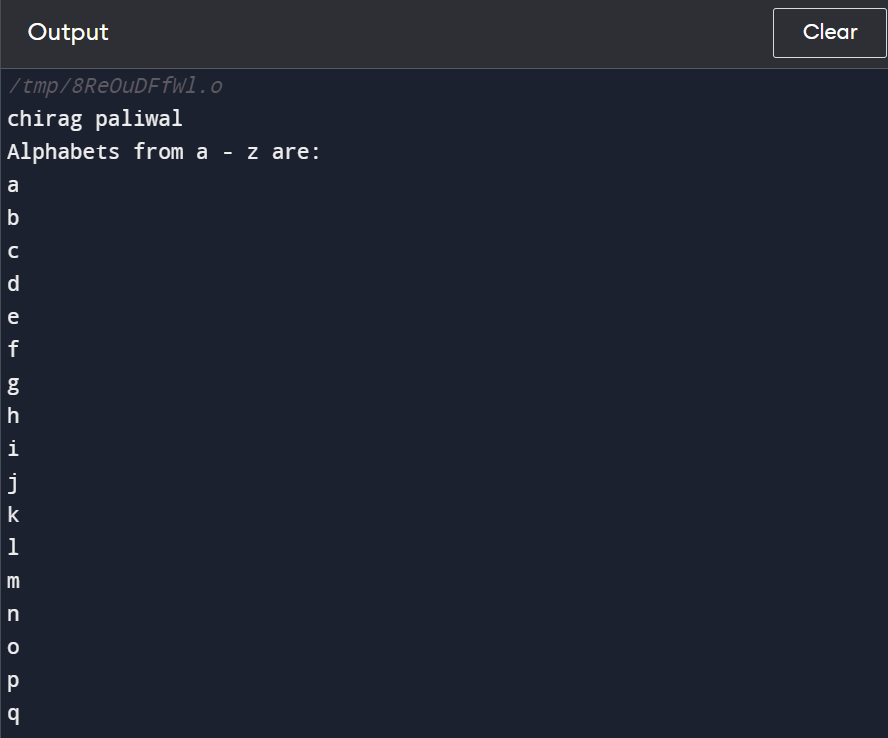 Output
Clear
/tmp/8ReOuDFfWl.o
chirag paliwal
Alphabets from a - z are:
a
b
c
d
e
f
g
h
i
j
k
l
m
n
o
p
q